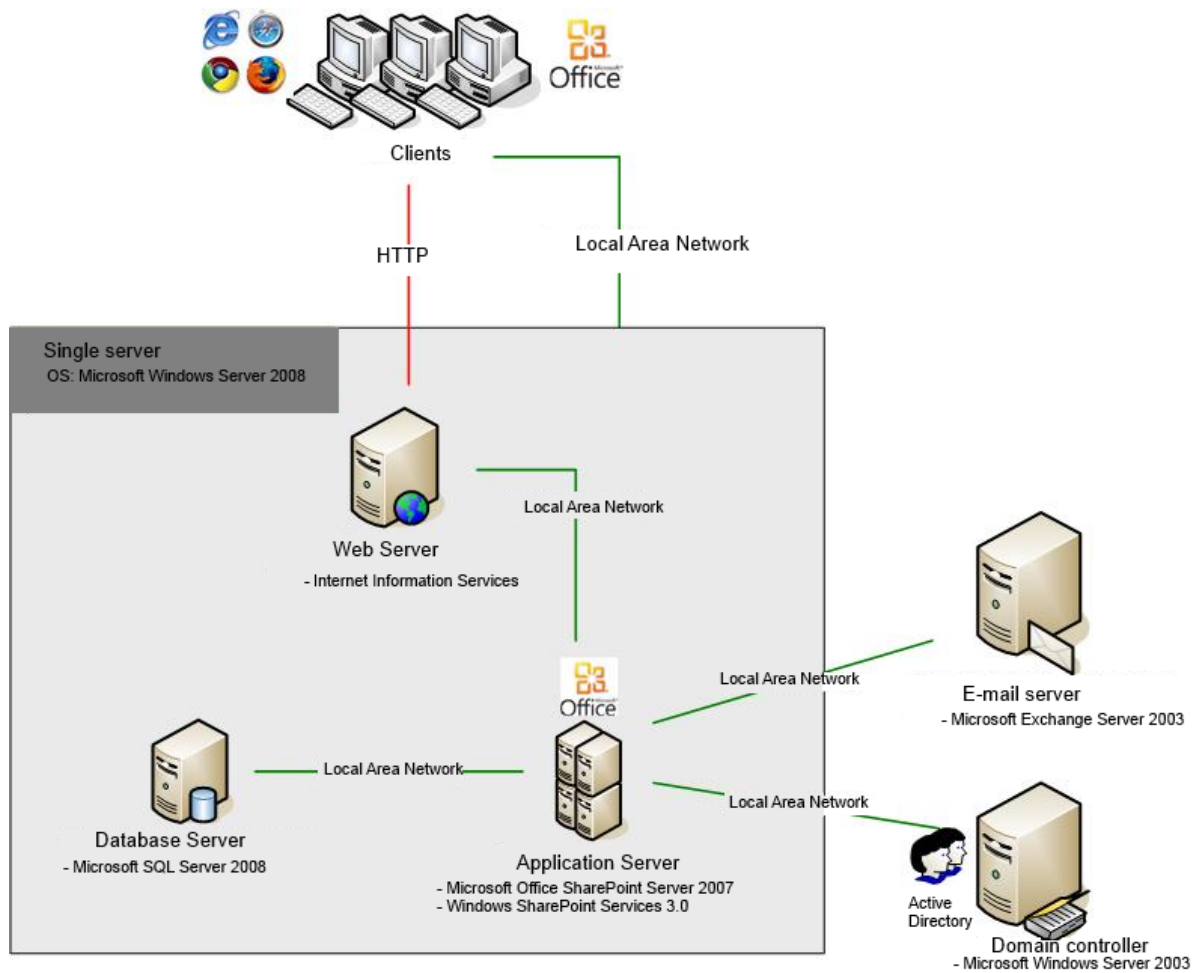 Office
Microsoft
Clients
HTTP
Local Area Network
Single server
OS: Microsoft Windows Server 2008
Local Area Network
Web Server
- Internet Information Services
Office
Local Area Network
E-mail server
- Microsoft Exchange Server 2003
Local Area Network
Local Area Network
Database Server
- Microsoft SQL Server 2008
Application Server
- Microsoft Office SharePoint Server 2007
- Windows SharePoint Services 3.0
Active
Directory
Domain controller
- Microsoft Windows Server 2003